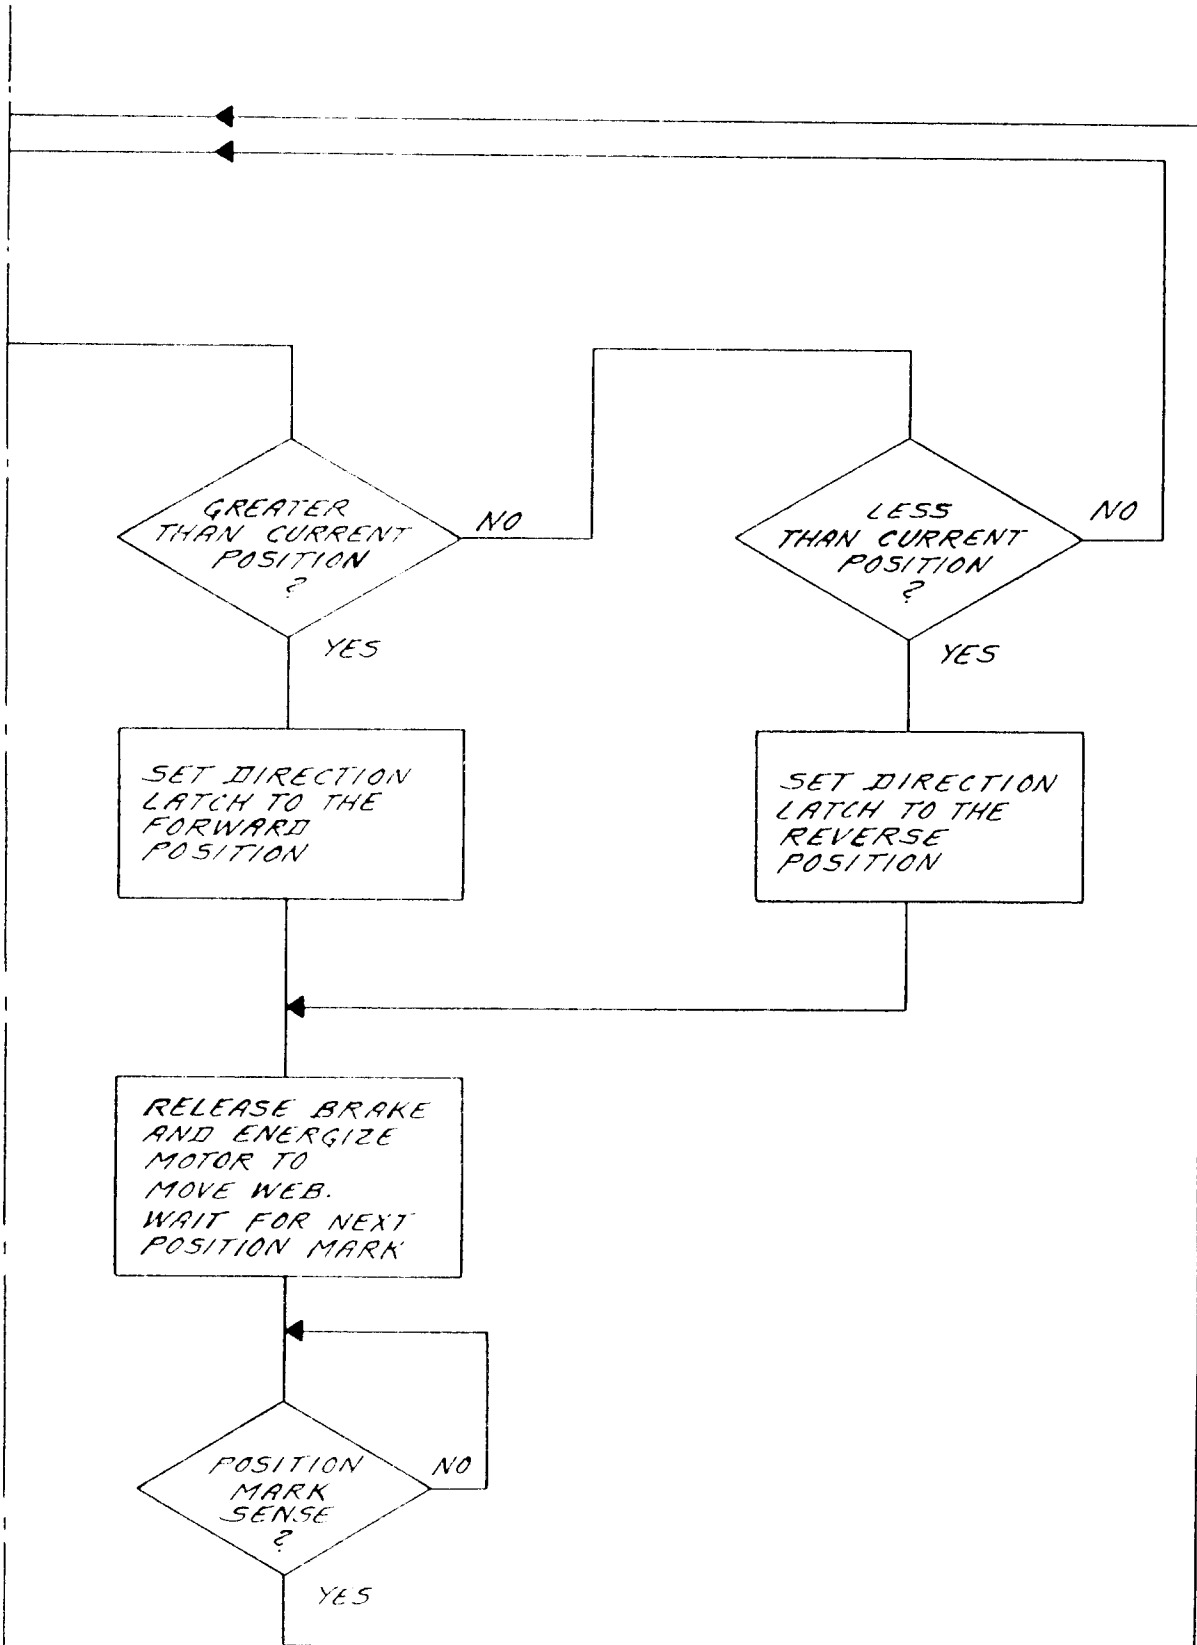 GREATER
THAN CURRENT
POSITION
?
NO
YES
LESS
THAN CURRENT
POSITION
?
NO
YES
SET DIRECTION
LATCH TO THE
FORWARD
POSITION
SET DIRECTION
LATCH TO THE
REVERSE
POSITION
RELEASE BRAKE
AND ENERGIZE
MOTOR TO
MOVE WEB.
WAIT FOR NEXT
POSITION MARK
POSITION
MARK
SENSE
?
NO
YES